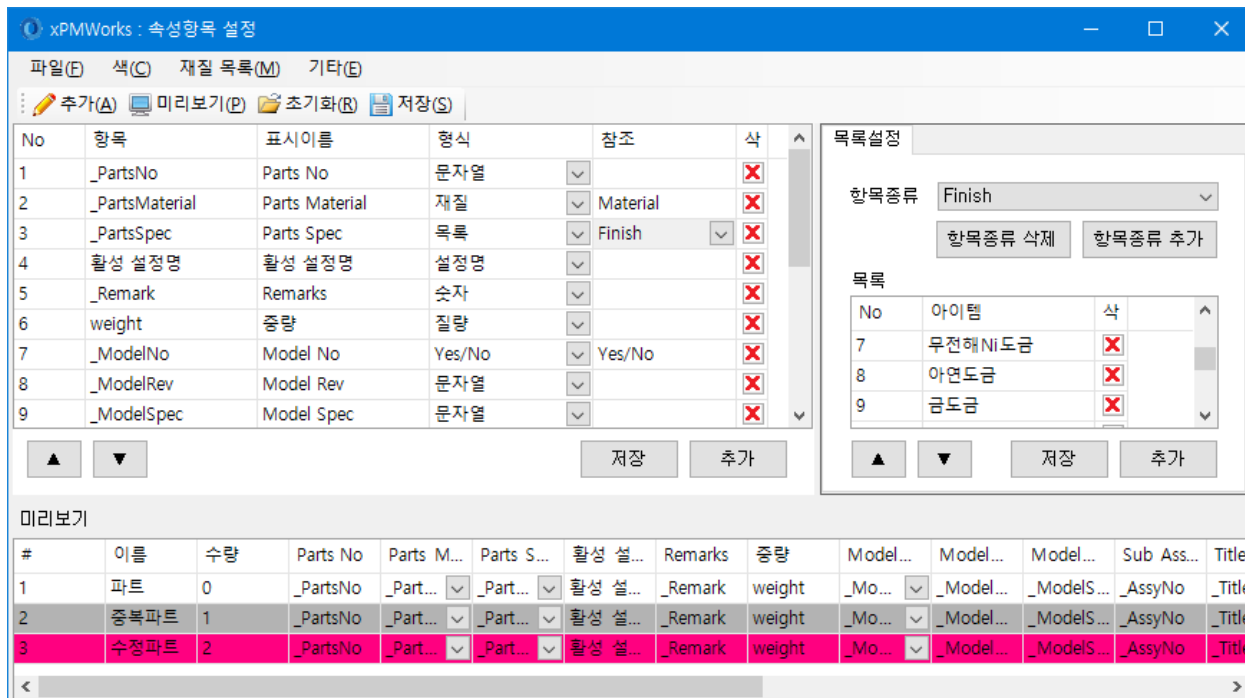 xPMWorks : 속성항목 설정
파일(F) 색(C) 재질 목록(M) 기타(E)
추가(A) 미리보기(P) 초기화(R) 저장(S)
No 항목 표시이름 형식 참조 삭
1 _PartsNo Parts No 문자열
2 _PartsMaterial Parts Material 재질 Material
3 _PartsSpec Parts Spec 목록 Finish
4 활성 설정명 활성 설정명 설정명
5 _Remark Remarks 숫자
6 weight 중량 질량
7 _ModelNo Model No Yes/No Yes/No
8 _ModelRev Model Rev 문자열
9 _ModelSpec Model Spec 문자열
▲ ▼ 저장 추가
목록설정
항목종류 Finish
항목종류 삭제 항목종류 추가
목록
No 아이템 삭
7 무전해Ni도금
8 아연도금
9 금도금
▲ ▼ 저장 추가
미리보기
# 이름 수량 Parts No Parts M... Parts S... 활성 설... Remarks 중량 Model... Model... Model... Sub Ass... Title
1 파트 0 _PartsNo _Part... _Part... 활성 설... _Remark weight _Mo... _Model... _ModelS... _AssyNo _Title
2 중복파트 1 _PartsNo _Part... _Part... 활성 설... _Remark weight _Mo... _Model... _ModelS... _AssyNo _Title
3 수정파트 2 _PartsNo _Part... _Part... 활성 설... _Remark weight _Mo... _Model... _ModelS... _AssyNo _Title